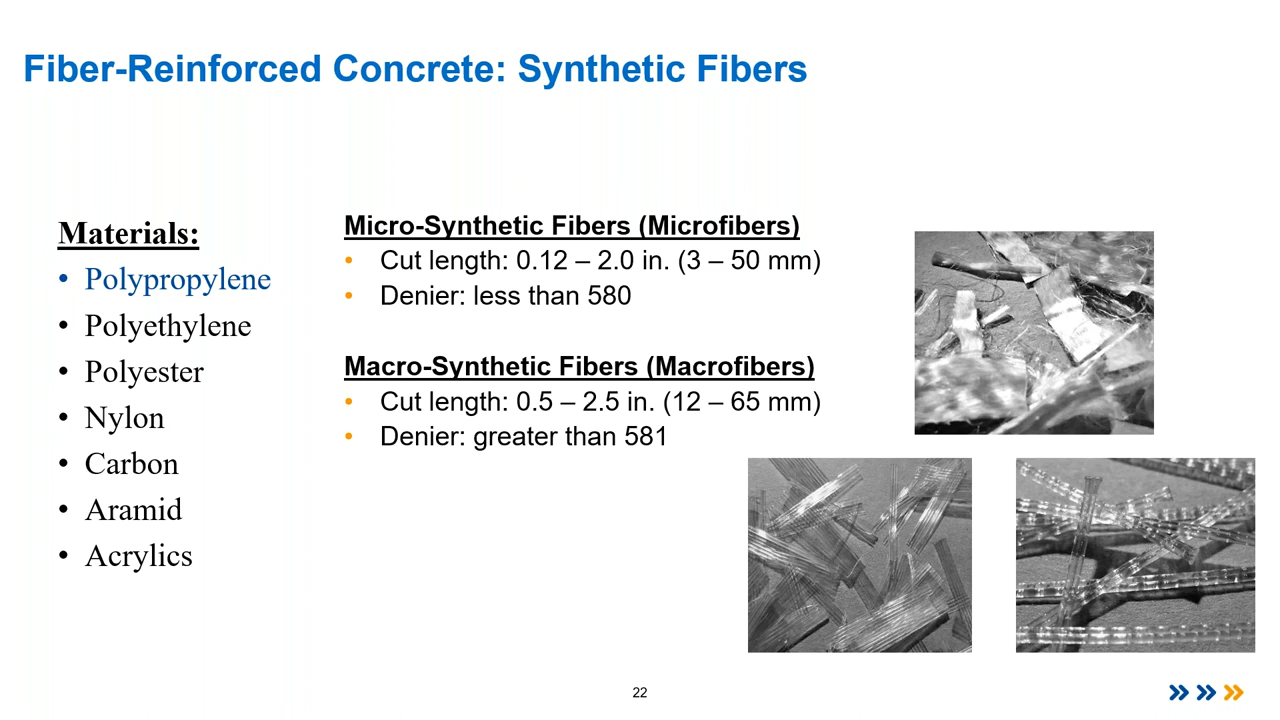 Fiber-Reinforced Concrete: Synthetic Fibers
Materials:
• Polypropylene
• Polyethylene
• Polyester
• Nylon
• Carbon
• Aramid
• Acrylics
Micro-Synthetic Fibers (Microfibers)
• Cut length: 0.12 – 2.0 in. (3 – 50 mm)
• Denier: less than 580
Macro-Synthetic Fibers (Macrofibers)
• Cut length: 0.5 – 2.5 in. (12 – 65 mm)
• Denier: greater than 581
22